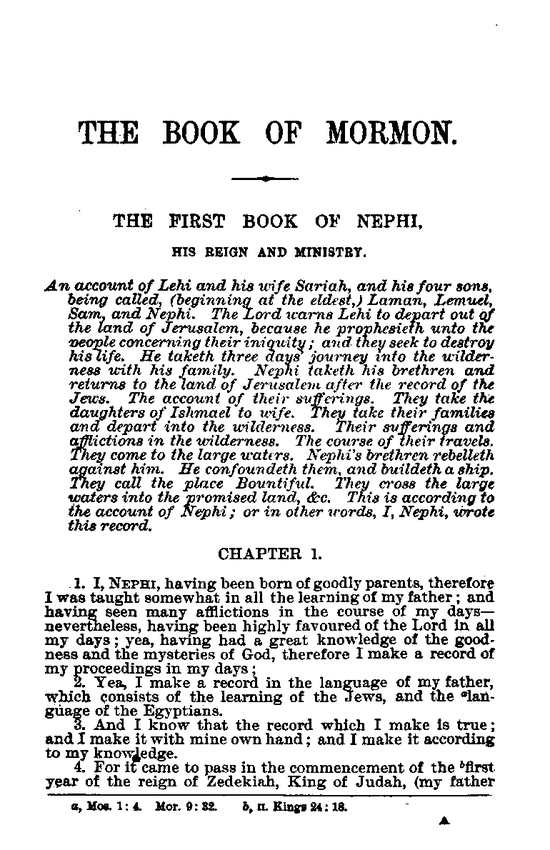 THE BOOK OF MORMON.
THE FIRST BOOK OF NEPHI,
HIS REIGN AND MINISTRY.
An account of Lehi and his wife Sariah, and his four sons,
being called, (beginning at the eldest,) Laman, Lemuel,
Sam, and Nephi. The Lord warns Lehi to depart out of
the land of Jerusalem, because he prophesieth unto the
people concerning their iniquity; and they seek to destroy
his life. He taketh three days journey into the wilder-
ness with his family. Nephi taketh his brethren and
returns to the land of Jerusalem after the record of the
Jews. The account of their sufferings. They take the
daughters of Ishmael to wife. They take their families
and depart into the wilderness. Their sufferings and
afflictions in the wilderness. The course of their travels.
They come to the large waters. Nephi's brethren rebelleth
against him. He confoundeth them, and buildeth a ship.
They call the place Bountiful. They cross the large
waters into the promised land, &c. This is according to
the account of Nephi; or in other words, I, Nephi, wrote
this record.
CHAPTER 1.
1. I, NEPHI, having been born of goodly parents, therefore
I was taught somewhat in all the learning of my father; and
having seen many afflictions in the course of my days—
nevertheless, having been highly favoured of the Lord in all
my days; yea, having had a great knowledge of the good-
ness and the mysteries of God, therefore I make a record of
my proceedings in my days;
2. Yea, I make a record in the language of my father,
which consists of the learning of the Jews, and the ᵃlan-
guage of the Egyptians.
3. And I know that the record which I make is true;
and I make it with mine own hand; and I make it according
to my knowledge.
4. For it came to pass in the commencement of the ᵇfirst
year of the reign of Zedekiah, King of Judah, (my father
a, Mos. 1: 4. Mor. 9: 32. b, II. Kings 24: 18.
A